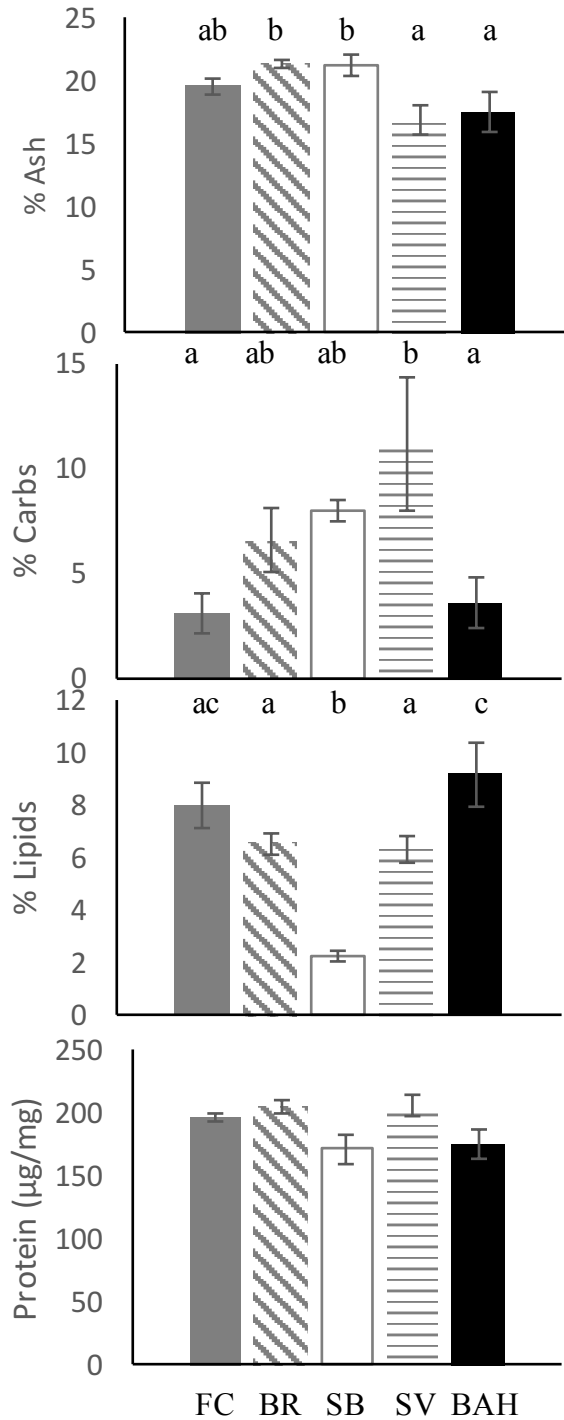 25
ab b b a a
20
15
10
5
0
% Ash
a ab ab b a
15
10
5
0
% Carbs
12
ac a b a c
10
8
6
4
2
0
% Lipids
250
200
150
100
50
0
Protein (µg/mg)
FC BR SB SV BAH